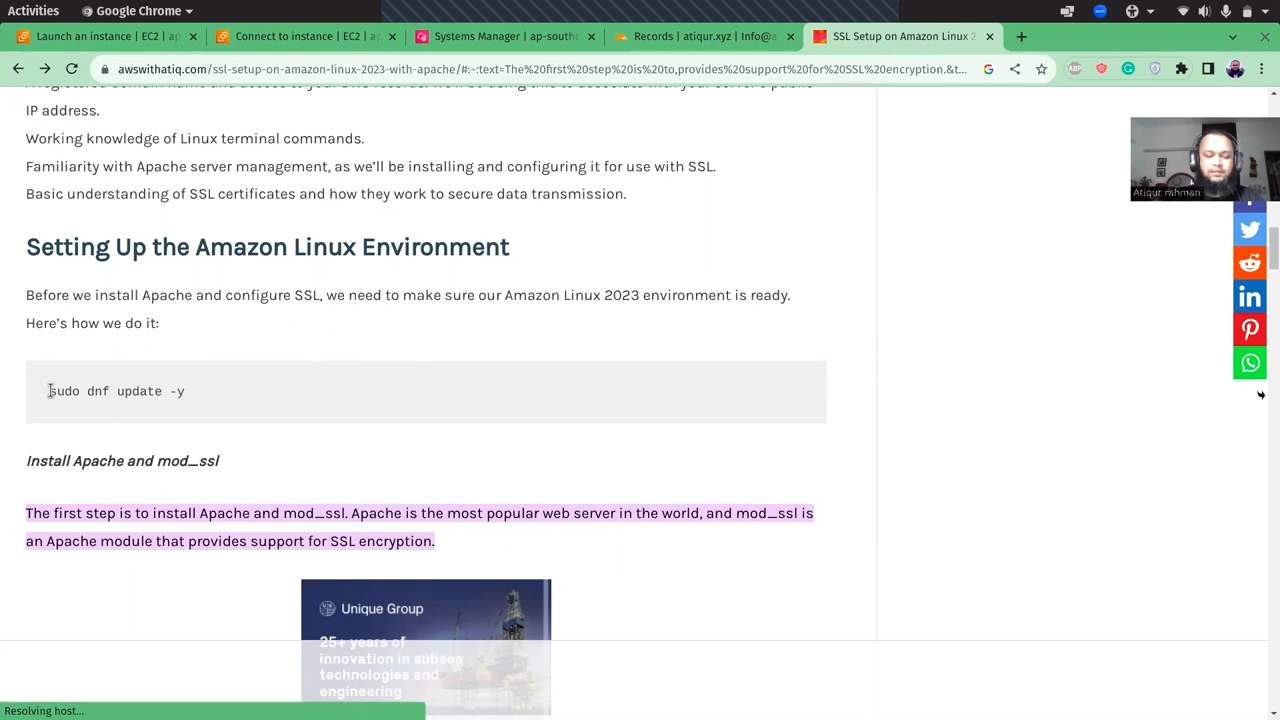 Activities Google Chrome
Launch an instance | EC2 | ap
Connect to instance | EC2 | ap
Systems Manager | ap-southe
Records | atiqur.xyz | Info@at
SSL Setup on Amazon Linux 2
awswithatiq.com/ssl-setup-on-amazon-linux-2023-with-apache/#:~:text=The%20first%20step%20is%20to,provides%20support%20for%20SSL%20encryption.&t...
IP address.
Working knowledge of Linux terminal commands.
Familiarity with Apache server management, as we’ll be installing and configuring it for use with SSL.
Basic understanding of SSL certificates and how they work to secure data transmission.
Atiqur rahman
Setting Up the Amazon Linux Environment
Before we install Apache and configure SSL, we need to make sure our Amazon Linux 2023 environment is ready.
Here’s how we do it:
sudo dnf update -y
Install Apache and mod_ssl
The first step is to install Apache and mod_ssl. Apache is the most popular web server in the world, and mod_ssl is
an Apache module that provides support for SSL encryption.
Unique Group
25+ years of
innovation in subsea
technologies and
engineering
Resolving host...